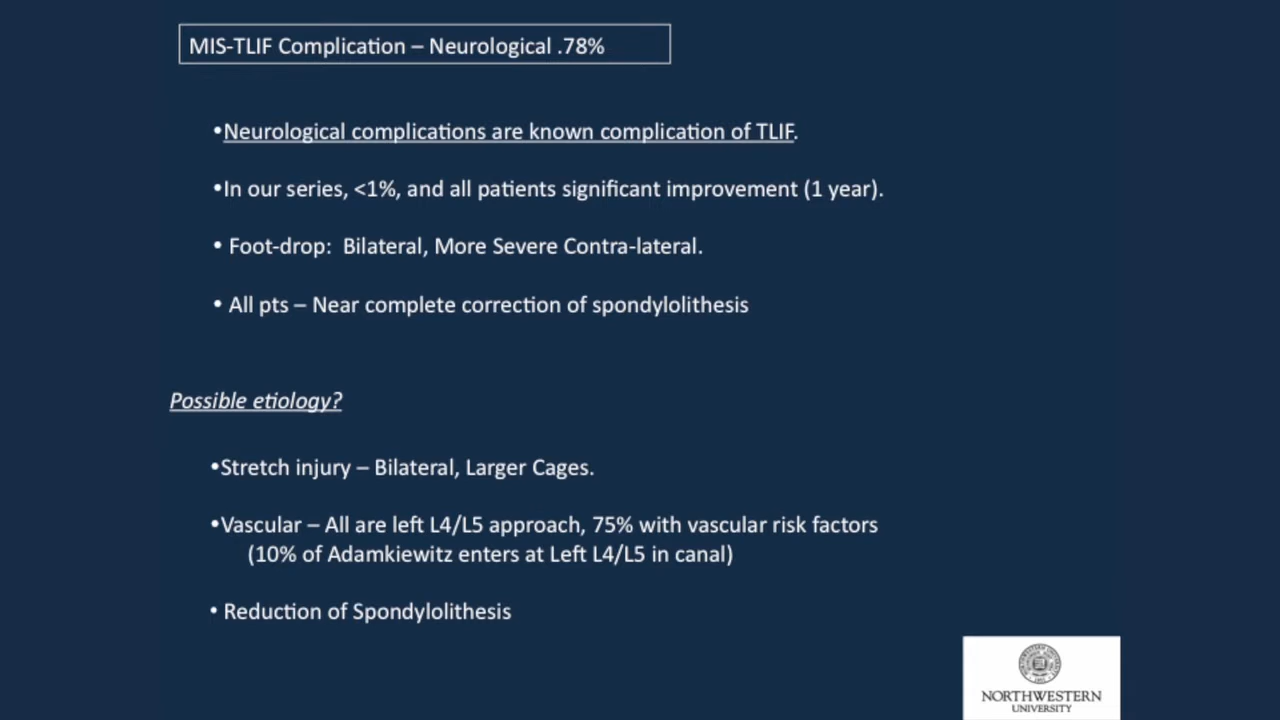 MIS-TLIF Complication – Neurological .78%
•Neurological complications are known complication of TLIF.
•In our series, <1%, and all patients significant improvement (1 year).
• Foot-drop: Bilateral, More Severe Contra-lateral.
• All pts – Near complete correction of spondylolithesis
Possible etiology?
•Stretch injury – Bilateral, Larger Cages.
•Vascular – All are left L4/L5 approach, 75% with vascular risk factors
(10% of Adamkiewitz enters at Left L4/L5 in canal)
• Reduction of Spondylolithesis
NORTHWESTERN
UNIVERSITY